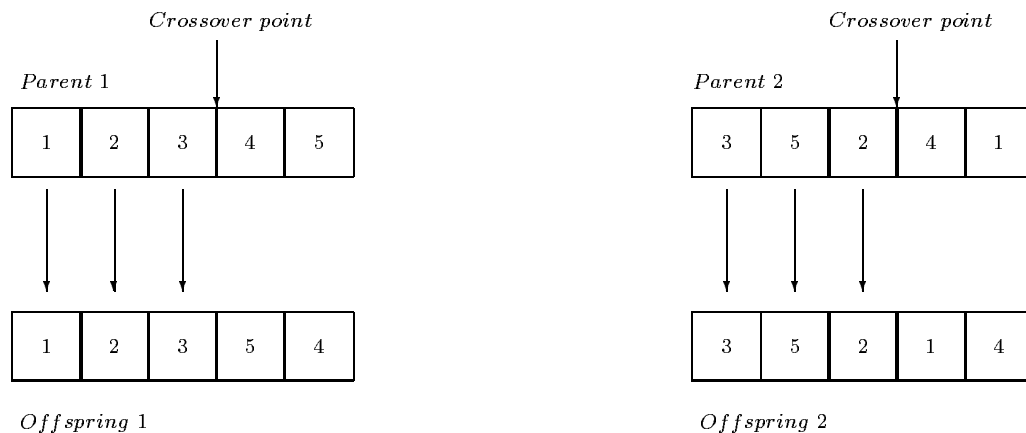 Crossover point
Parent 1
1 2 3 4 5
1 2 3 5 4
Offspring 1
Crossover point
Parent 2
3 5 2 4 1
3 5 2 1 4
Offspring 2